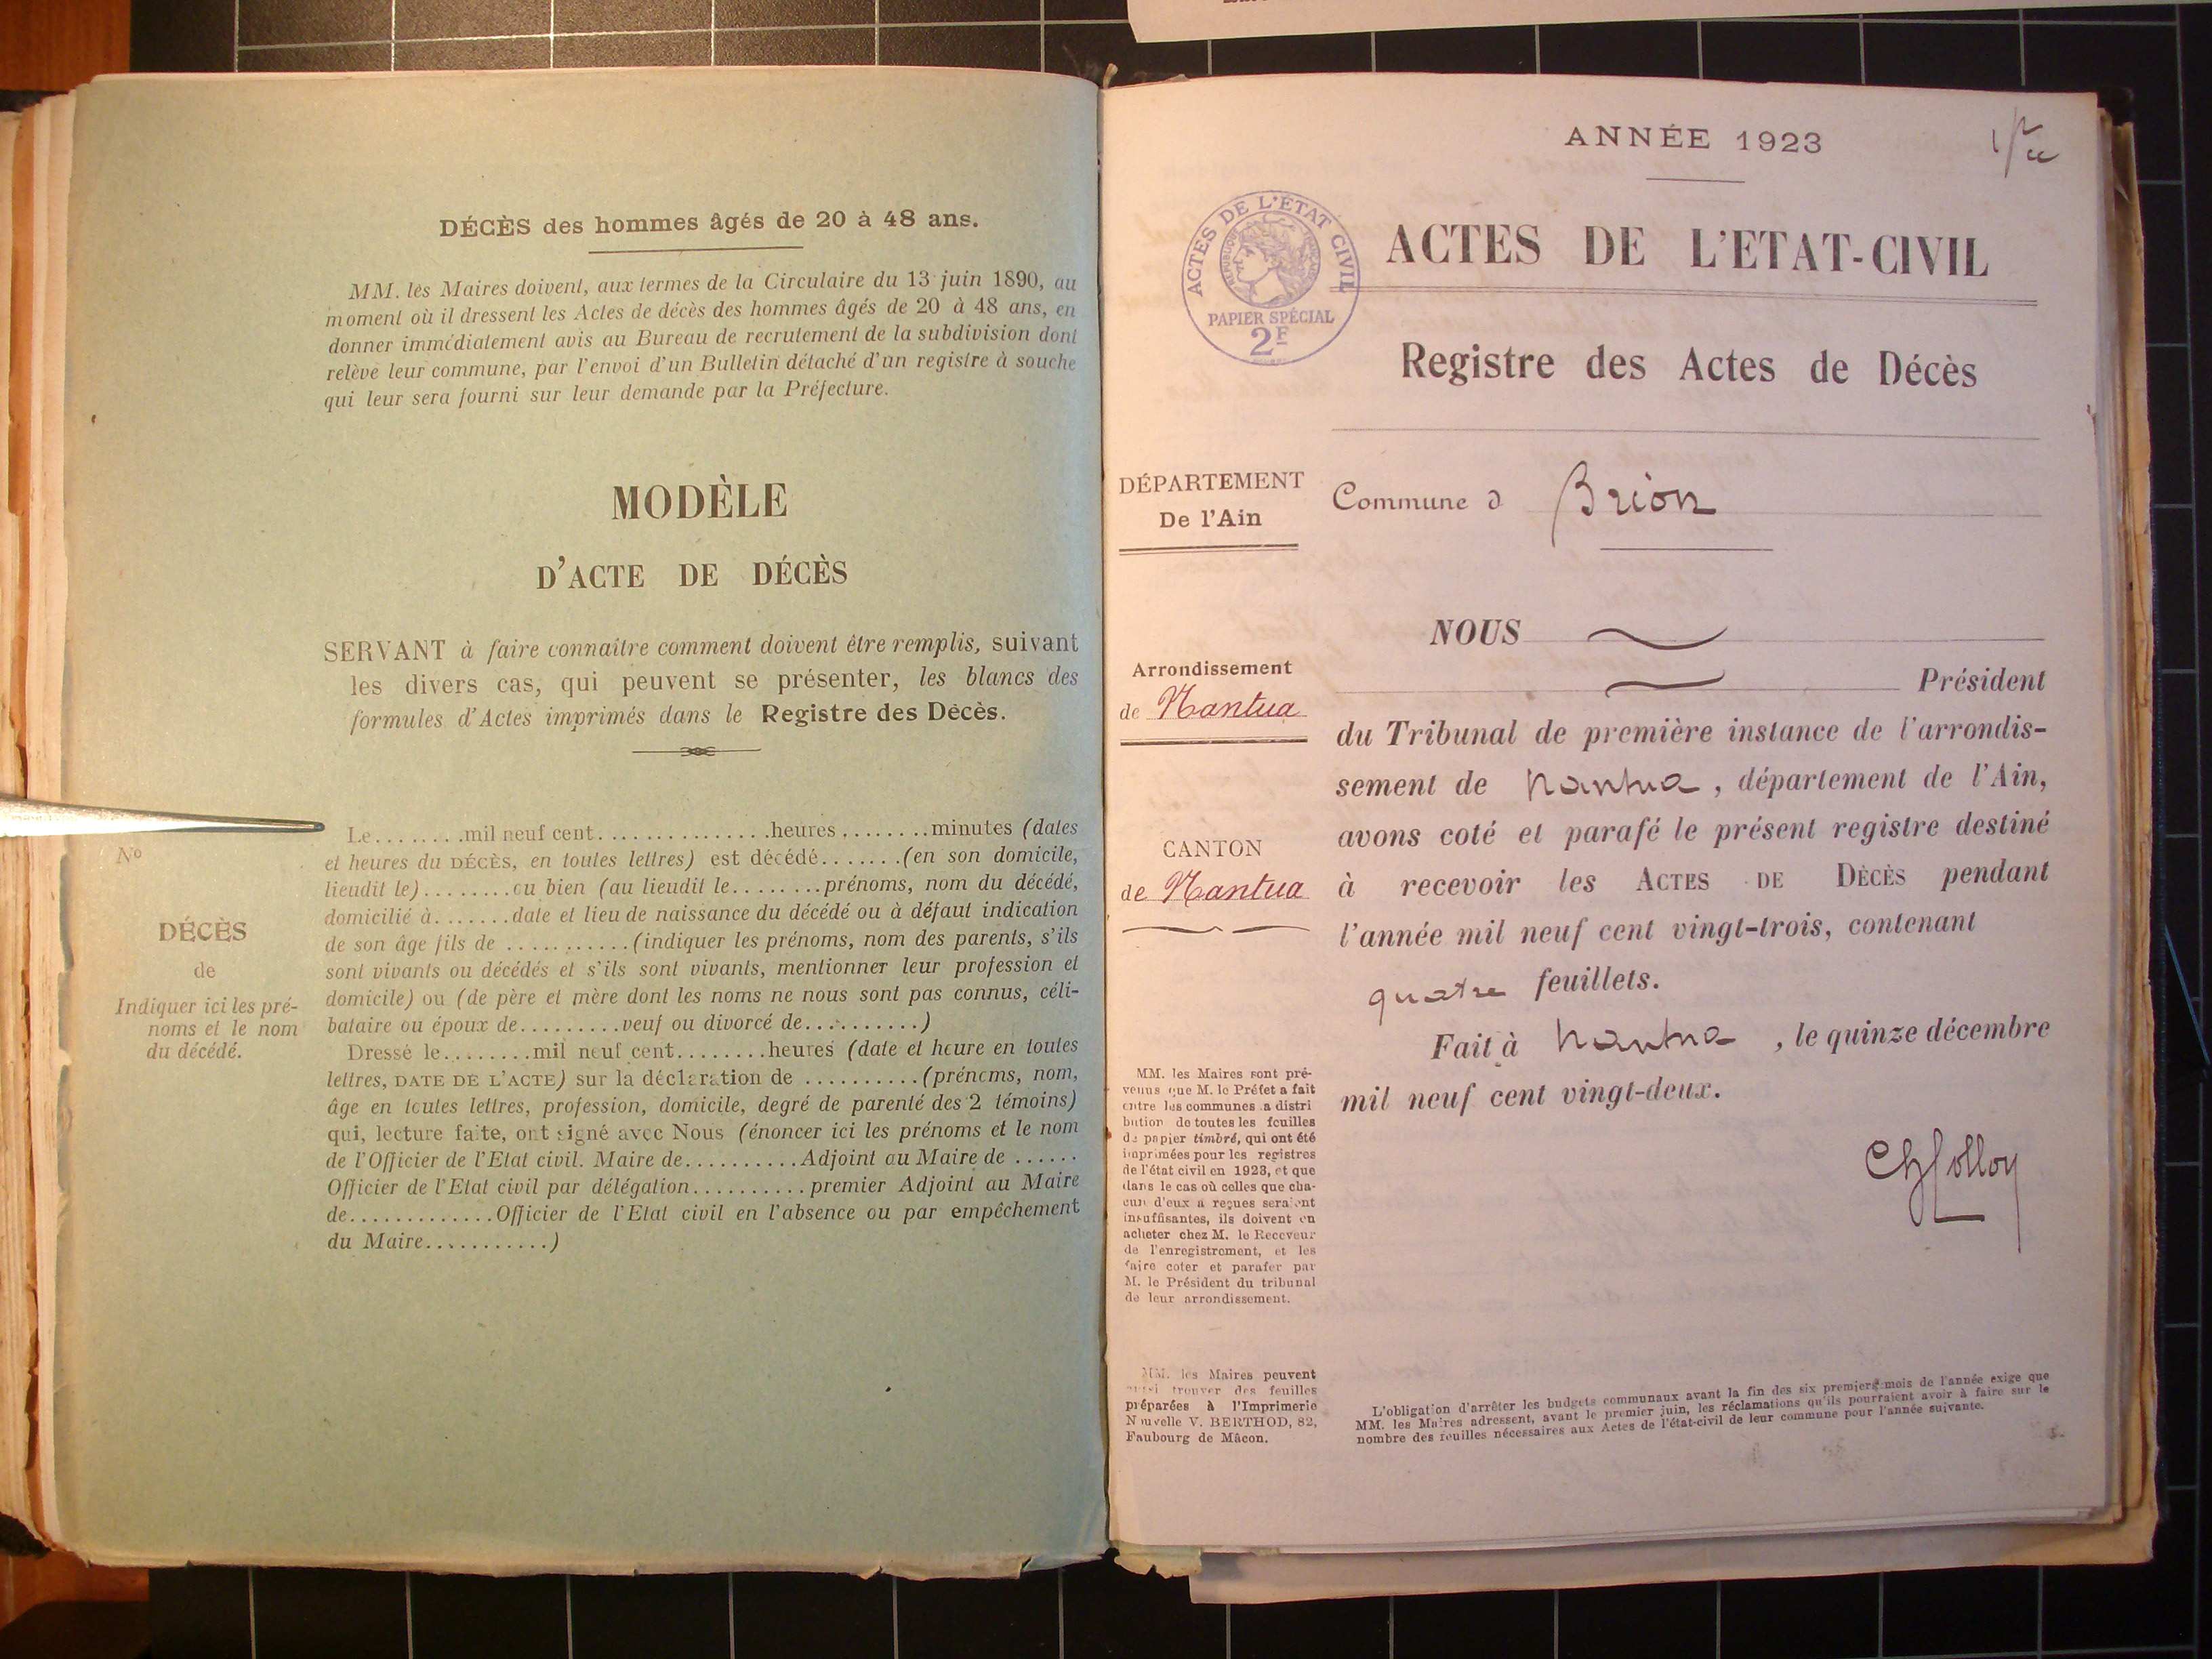 DÉCÈS des hommes âgés de 20 à 48 ans.
MM. les Maires doivent, aux termes de la Circulaire du 13 juin 1890, au
moment où il dressent les Actes de décès des hommes âgés de 20 à 48 ans, en
donner immédiatement avis au Bureau de recrutement de la subdivision dont
relève leur commune, par l'envoi d'un Bulletin détaché d'un registre à souche
qui leur sera fourni sur leur demande par la Préfecture.
MODÈLE
D'ACTE DE DÉCÈS
SERVANT à faire connaître comment doivent être remplis, suivant
les divers cas, qui peuvent se présenter, les blancs des
formules d'Actes imprimés dans le Registre des Décès.
No
DÉCÈS
de
Indiquer ici les pré-
noms et le nom
du décédé.
Le........mil neuf cent...............heures........minutes (dates
et heures du DÉCÈS, en toutes lettres) est décédé.......(en son domicile,
lieudit le)........ou bien (au lieudit le........prénoms, nom du décédé,
domicilié à.......date et lieu de naissance du décédé ou à défaut indication
de son âge fils de ...........(indiquer les prénoms, nom des parents, s'ils
sont vivants ou décédés et s'ils sont vivants, mentionner leur profession et
domicile) ou (de père et mère dont les noms ne nous sont pas connus, céli-
bataire ou époux de.........veuf ou divorcé de..........)
Dressé le........mil neuf cent........heures (date et heure en toutes
lettres, DATE DE L'ACTE) sur la déclaration de ..........(prénoms, nom,
âge en toutes lettres, profession, domicile, degré de parenté des 2 témoins)
qui, lecture faite, ont signé avec Nous (énoncer ici les prénoms et le nom
de l'Officier de l'Etat civil. Maire de..........Adjoint au Maire de ......
Officier de l'Etat civil par délégation..........premier Adjoint au Maire
de.............Officier de l'Etat civil en l'absence ou par empêchement
du Maire...........)
ANNÉE 1923
ACTES DE L'ÉTAT CIVIL
RÉPUBLIQUE FRANÇAISE
PAPIER SPÉCIAL
2F
ACTES DE L'ETAT-CIVIL
Registre des Actes de Décès
DÉPARTEMENT
De l'Ain
Commune d Brion
Arrondissement
de Nantua
CANTON
de Nantua
NOUS
Président
du Tribunal de première instance de l'arrondis-
sement de Nantua, département de l'Ain,
avons coté et parafé le présent registre destiné
à recevoir les ACTES DE DÉCÈS pendant
l'année mil neuf cent vingt-trois, contenant
quatre feuillets.
Fait à Nantua, le quinze décembre
mil neuf cent vingt-deux.
MM. les Maires sont pré-
venus que M. le Préfet a fait
entre les communes a distri
bution de toutes les feuilles
de papier timbré, qui ont été
imprimées pour les registres
de l'état civil en 1923, et que
dans le cas où celles que cha-
cun d'eux a reçues seraient
insuffisantes, ils doivent en
acheter chez M. le Receveur
de l'enregistrement, et les
faire coter et parafer par
M. le Président du tribunal
de leur arrondissement.
MM. les Maires peuvent
aussi trouver des feuilles
préparées à l'Imprimerie
Nouvelle V. BERTHOD, 82,
Faubourg de Mâcon.
L'obligation d'arrêter les budgets communaux avant la fin des six premiers mois de l'année exige que
MM. les Maires adressent, avant le premier juin, les réclamations qu'ils pourraient avoir à faire sur le
nombre des feuilles nécessaires aux Actes de l'état-civil de leur commune pour l'année suivante.